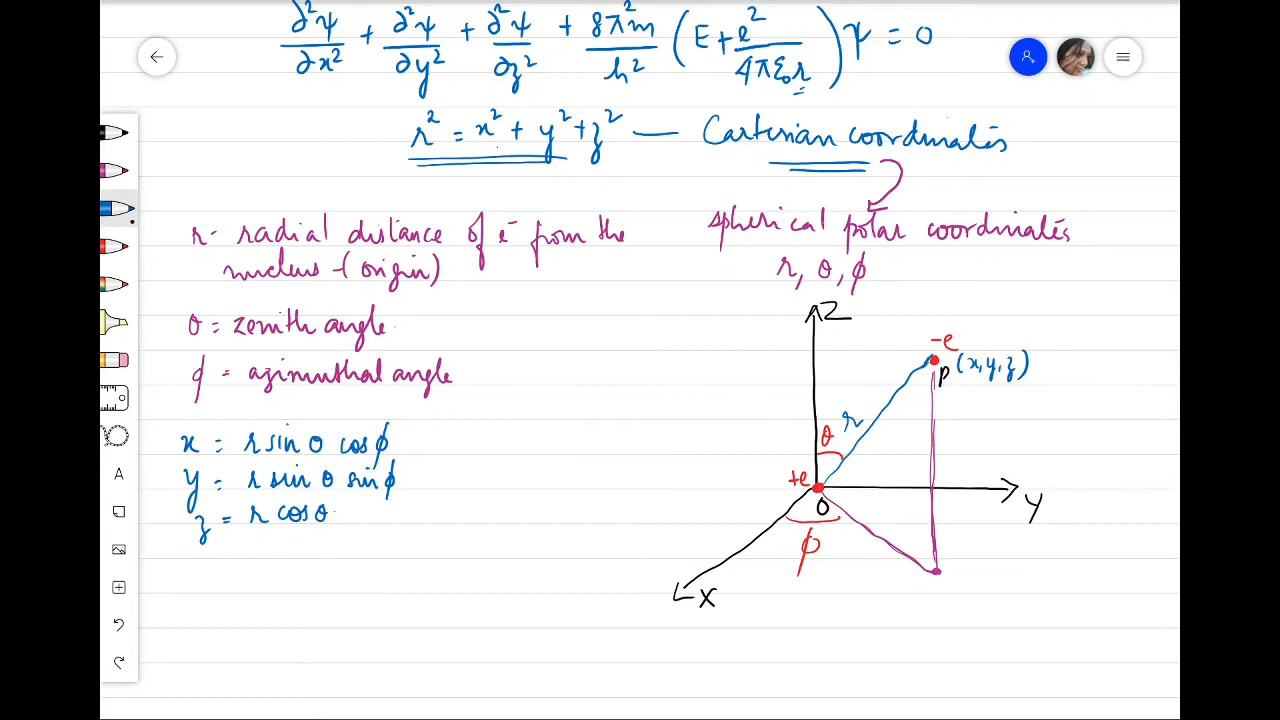 ∂²ψ/∂x² + ∂²ψ/∂y² + ∂²ψ/∂z² + 8π²m/h² (E + e²/4πε₀r) ψ = 0
r² = x² + y² + z² — Cartesian coordinates
r - radial distance of e⁻ from the
nucleus - (origin)
spherical polar coordinates
r, θ, ϕ
θ = zenith angle
ϕ = azimuthal angle
x = r sin θ cos ϕ
y = r sin θ sin ϕ
z = r cos θ
Z
-e
P (x, y, z)
θ
r
+e
O
Y
ϕ
X
A